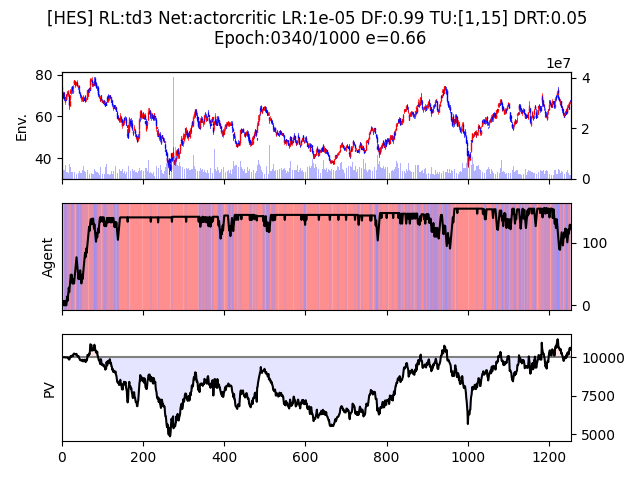 [HES] RL:td3 Net:actorcritic LR:1e-05 DF:0.99 TU:[1,15] DRT:0.05
Epoch:0340/1000 e=0.66
1e7
80
60
40
Env.
4
2
0
Agent
100
0
PV
10000
7500
5000
0 200 400 600 800 1000 1200